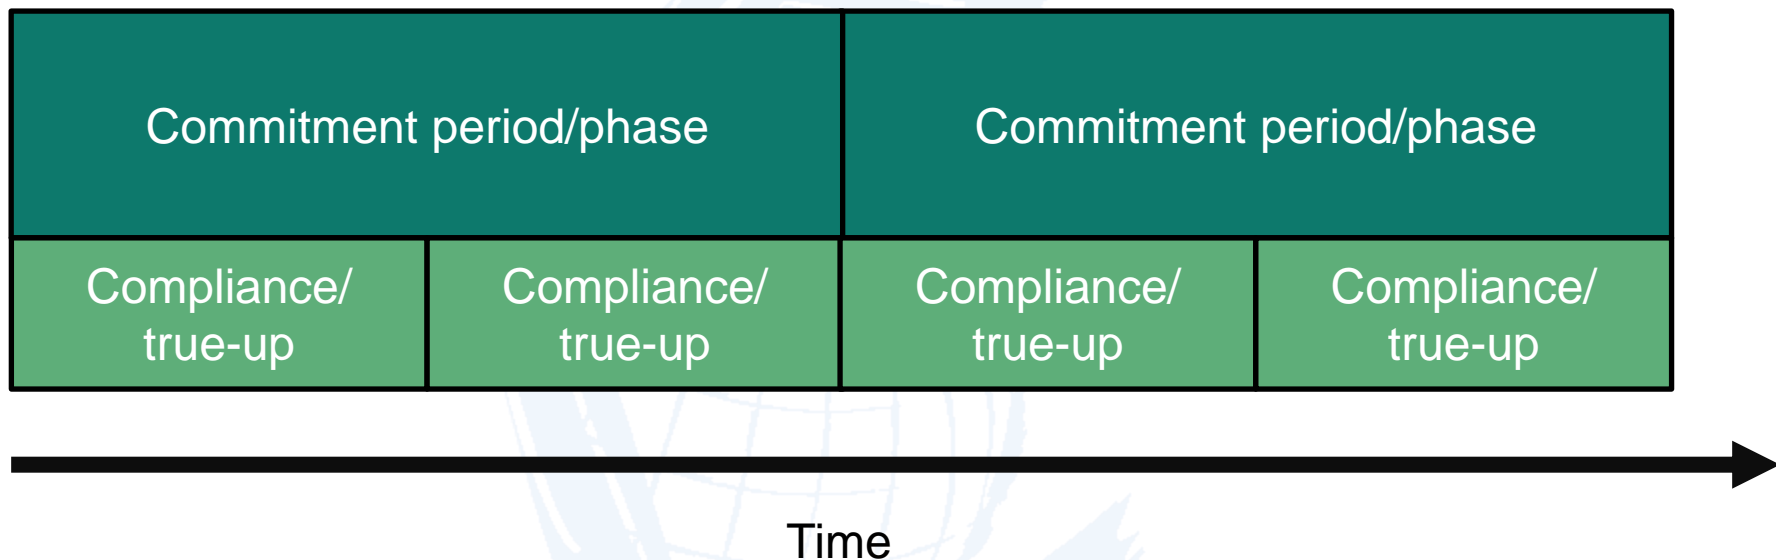 Commitment period/phase
Commitment period/phase
Compliance/
true-up
Compliance/
true-up
Compliance/
true-up
Compliance/
true-up
Time